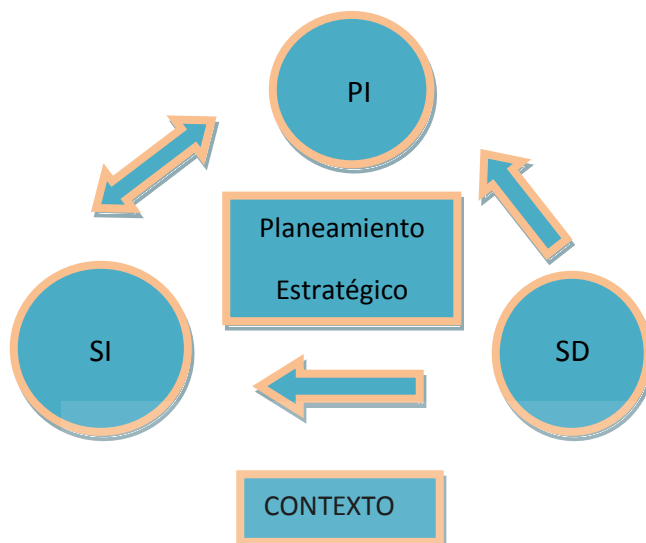 PI
Planeamiento
Estratégico
SI
SD
CONTEXTO